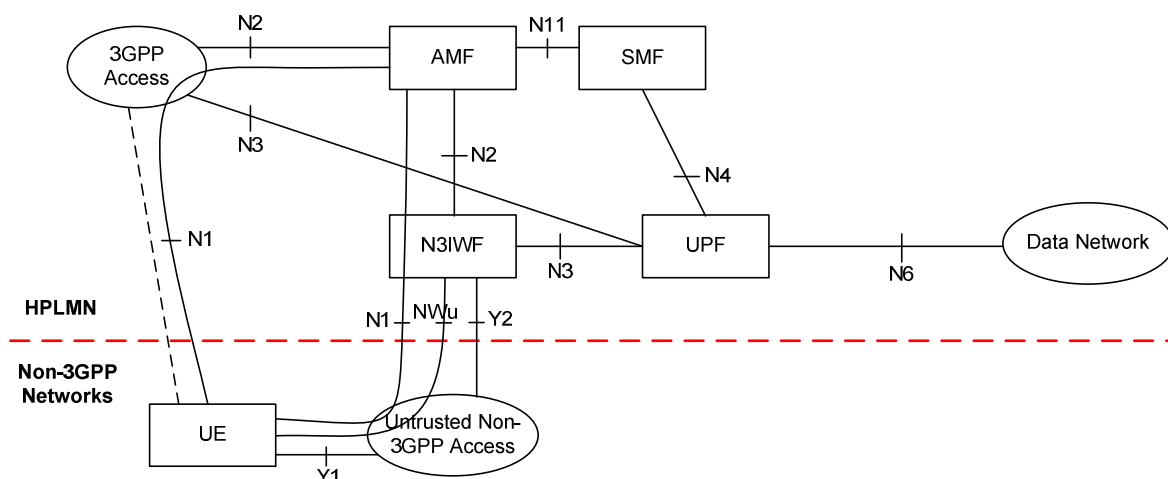 N2
N11
3GPP
Access
AMF
SMF
N3
N2
N4
N1
N3IWF
UPF
Data Network
N3
N6
HPLMN
N1
NWu
Y2
Non-3GPP
Networks
UE
Untrusted Non-
3GPP Access
Y1